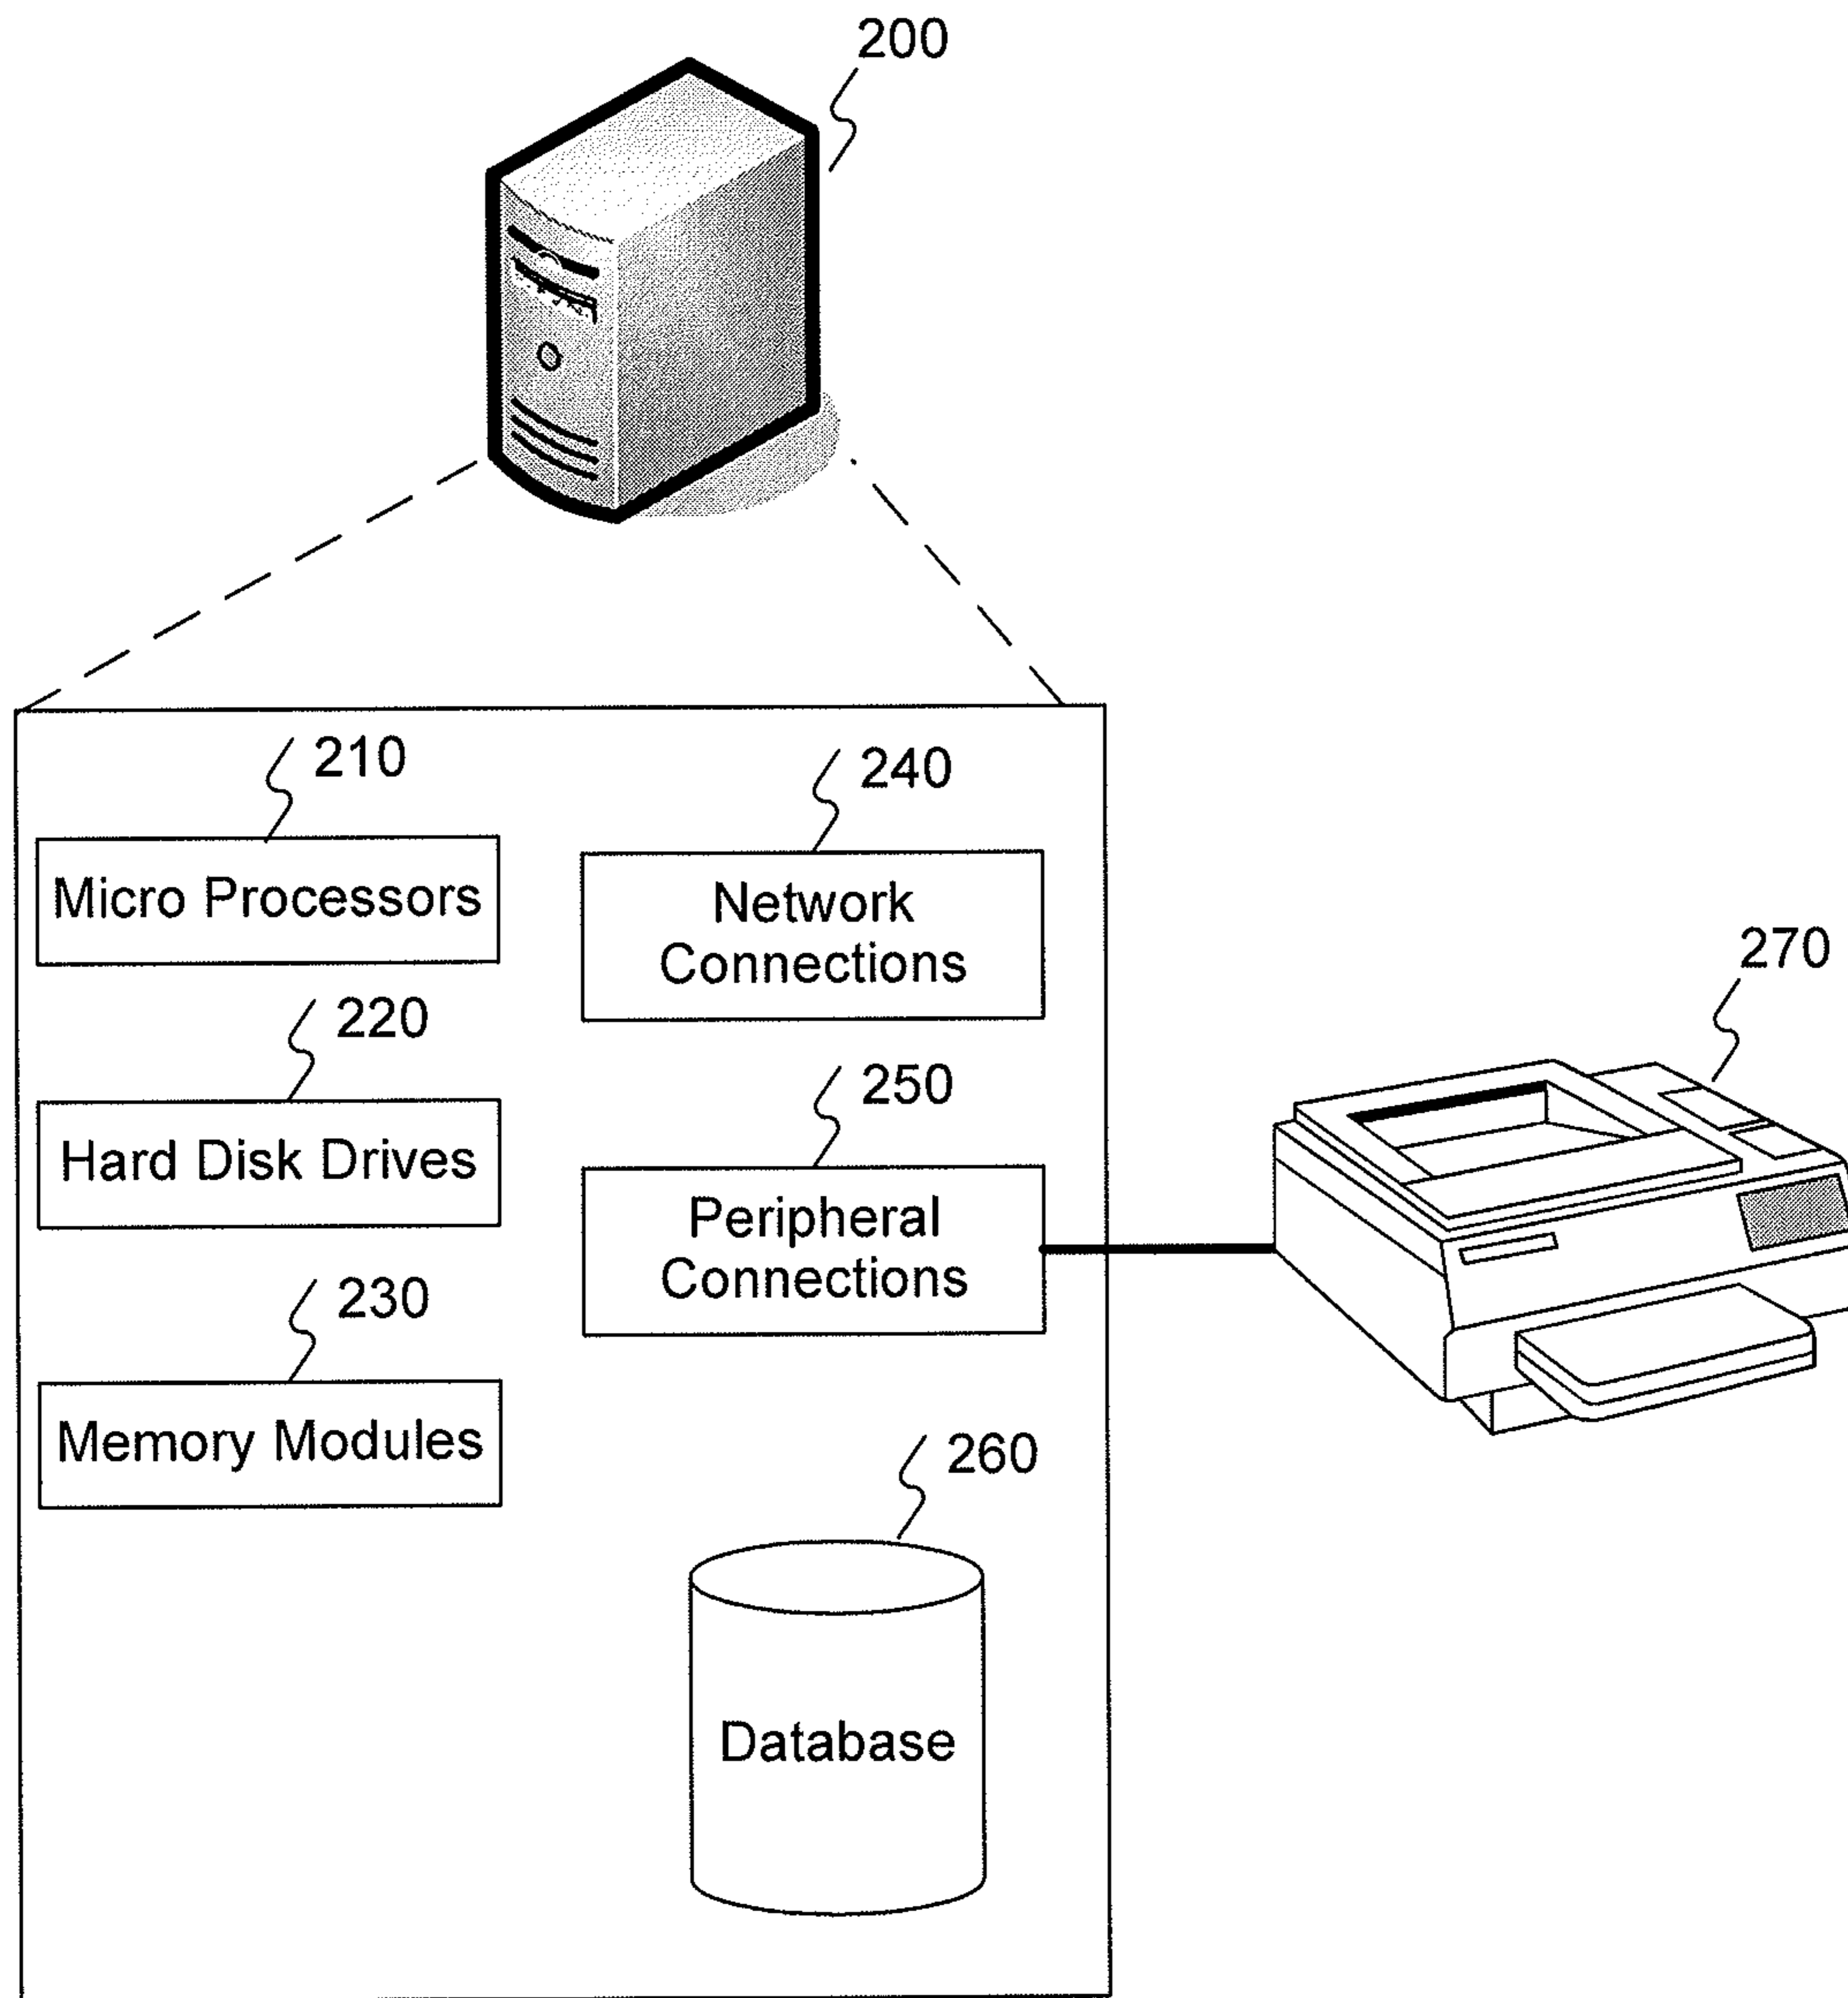 200
210
Micro Processors
240
Network
Connections
220
Hard Disk Drives
250
Peripheral
Connections
270
230
Memory Modules
260
Database